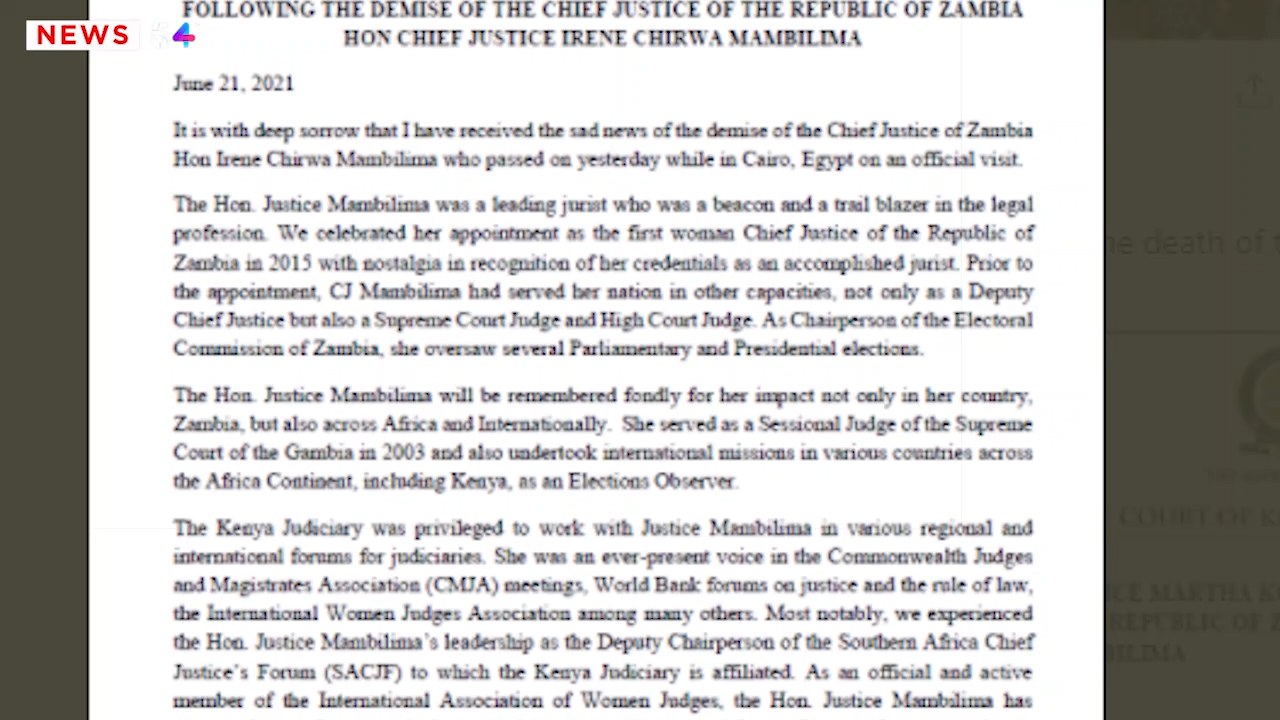 NEWS 54
FOLLOWING THE DEMISE OF THE CHIEF JUSTICE OF THE REPUBLIC OF ZAMBIA
HON CHIEF JUSTICE IRENE CHIRWA MAMBILIMA
June 21, 2021
It is with deep sorrow that I have received the sad news of the demise of the Chief Justice of Zambia
Hon Irene Chirwa Mambilima who passed on yesterday while in Cairo, Egypt on an official visit.
The Hon. Justice Mambilima was a leading jurist who was a beacon and a trail blazer in the legal
profession. We celebrated her appointment as the first woman Chief Justice of the Republic of
Zambia in 2015 with nostalgia in recognition of her credentials as an accomplished jurist. Prior to
the appointment, CJ Mambilima had served her nation in other capacities, not only as a Deputy
Chief Justice but also a Supreme Court Judge and High Court Judge. As Chairperson of the Electoral
Commission of Zambia, she oversaw several Parliamentary and Presidential elections.
The Hon. Justice Mambilima will be remembered fondly for her impact not only in her country,
Zambia, but also across Africa and Internationally. She served as a Sessional Judge of the Supreme
Court of the Gambia in 2003 and also undertook international missions in various countries across
the Africa Continent, including Kenya, as an Elections Observer.
The Kenya Judiciary was privileged to work with Justice Mambilima in various regional and
international forums for judiciaries. She was an ever-present voice in the Commonwealth Judges
and Magistrates Association (CMJA) meetings, World Bank forums on justice and the rule of law,
the International Women Judges Association among many others. Most notably, we experienced
the Hon. Justice Mambilima's leadership as the Deputy Chairperson of the Southern Africa Chief
Justice's Forum (SACJF) to which the Kenya Judiciary is affiliated. As an official and active
member of the International Association of Women Judges, the Hon. Justice Mambilima has
death of
COURT OF
MARTHA
REPUBLIC OF